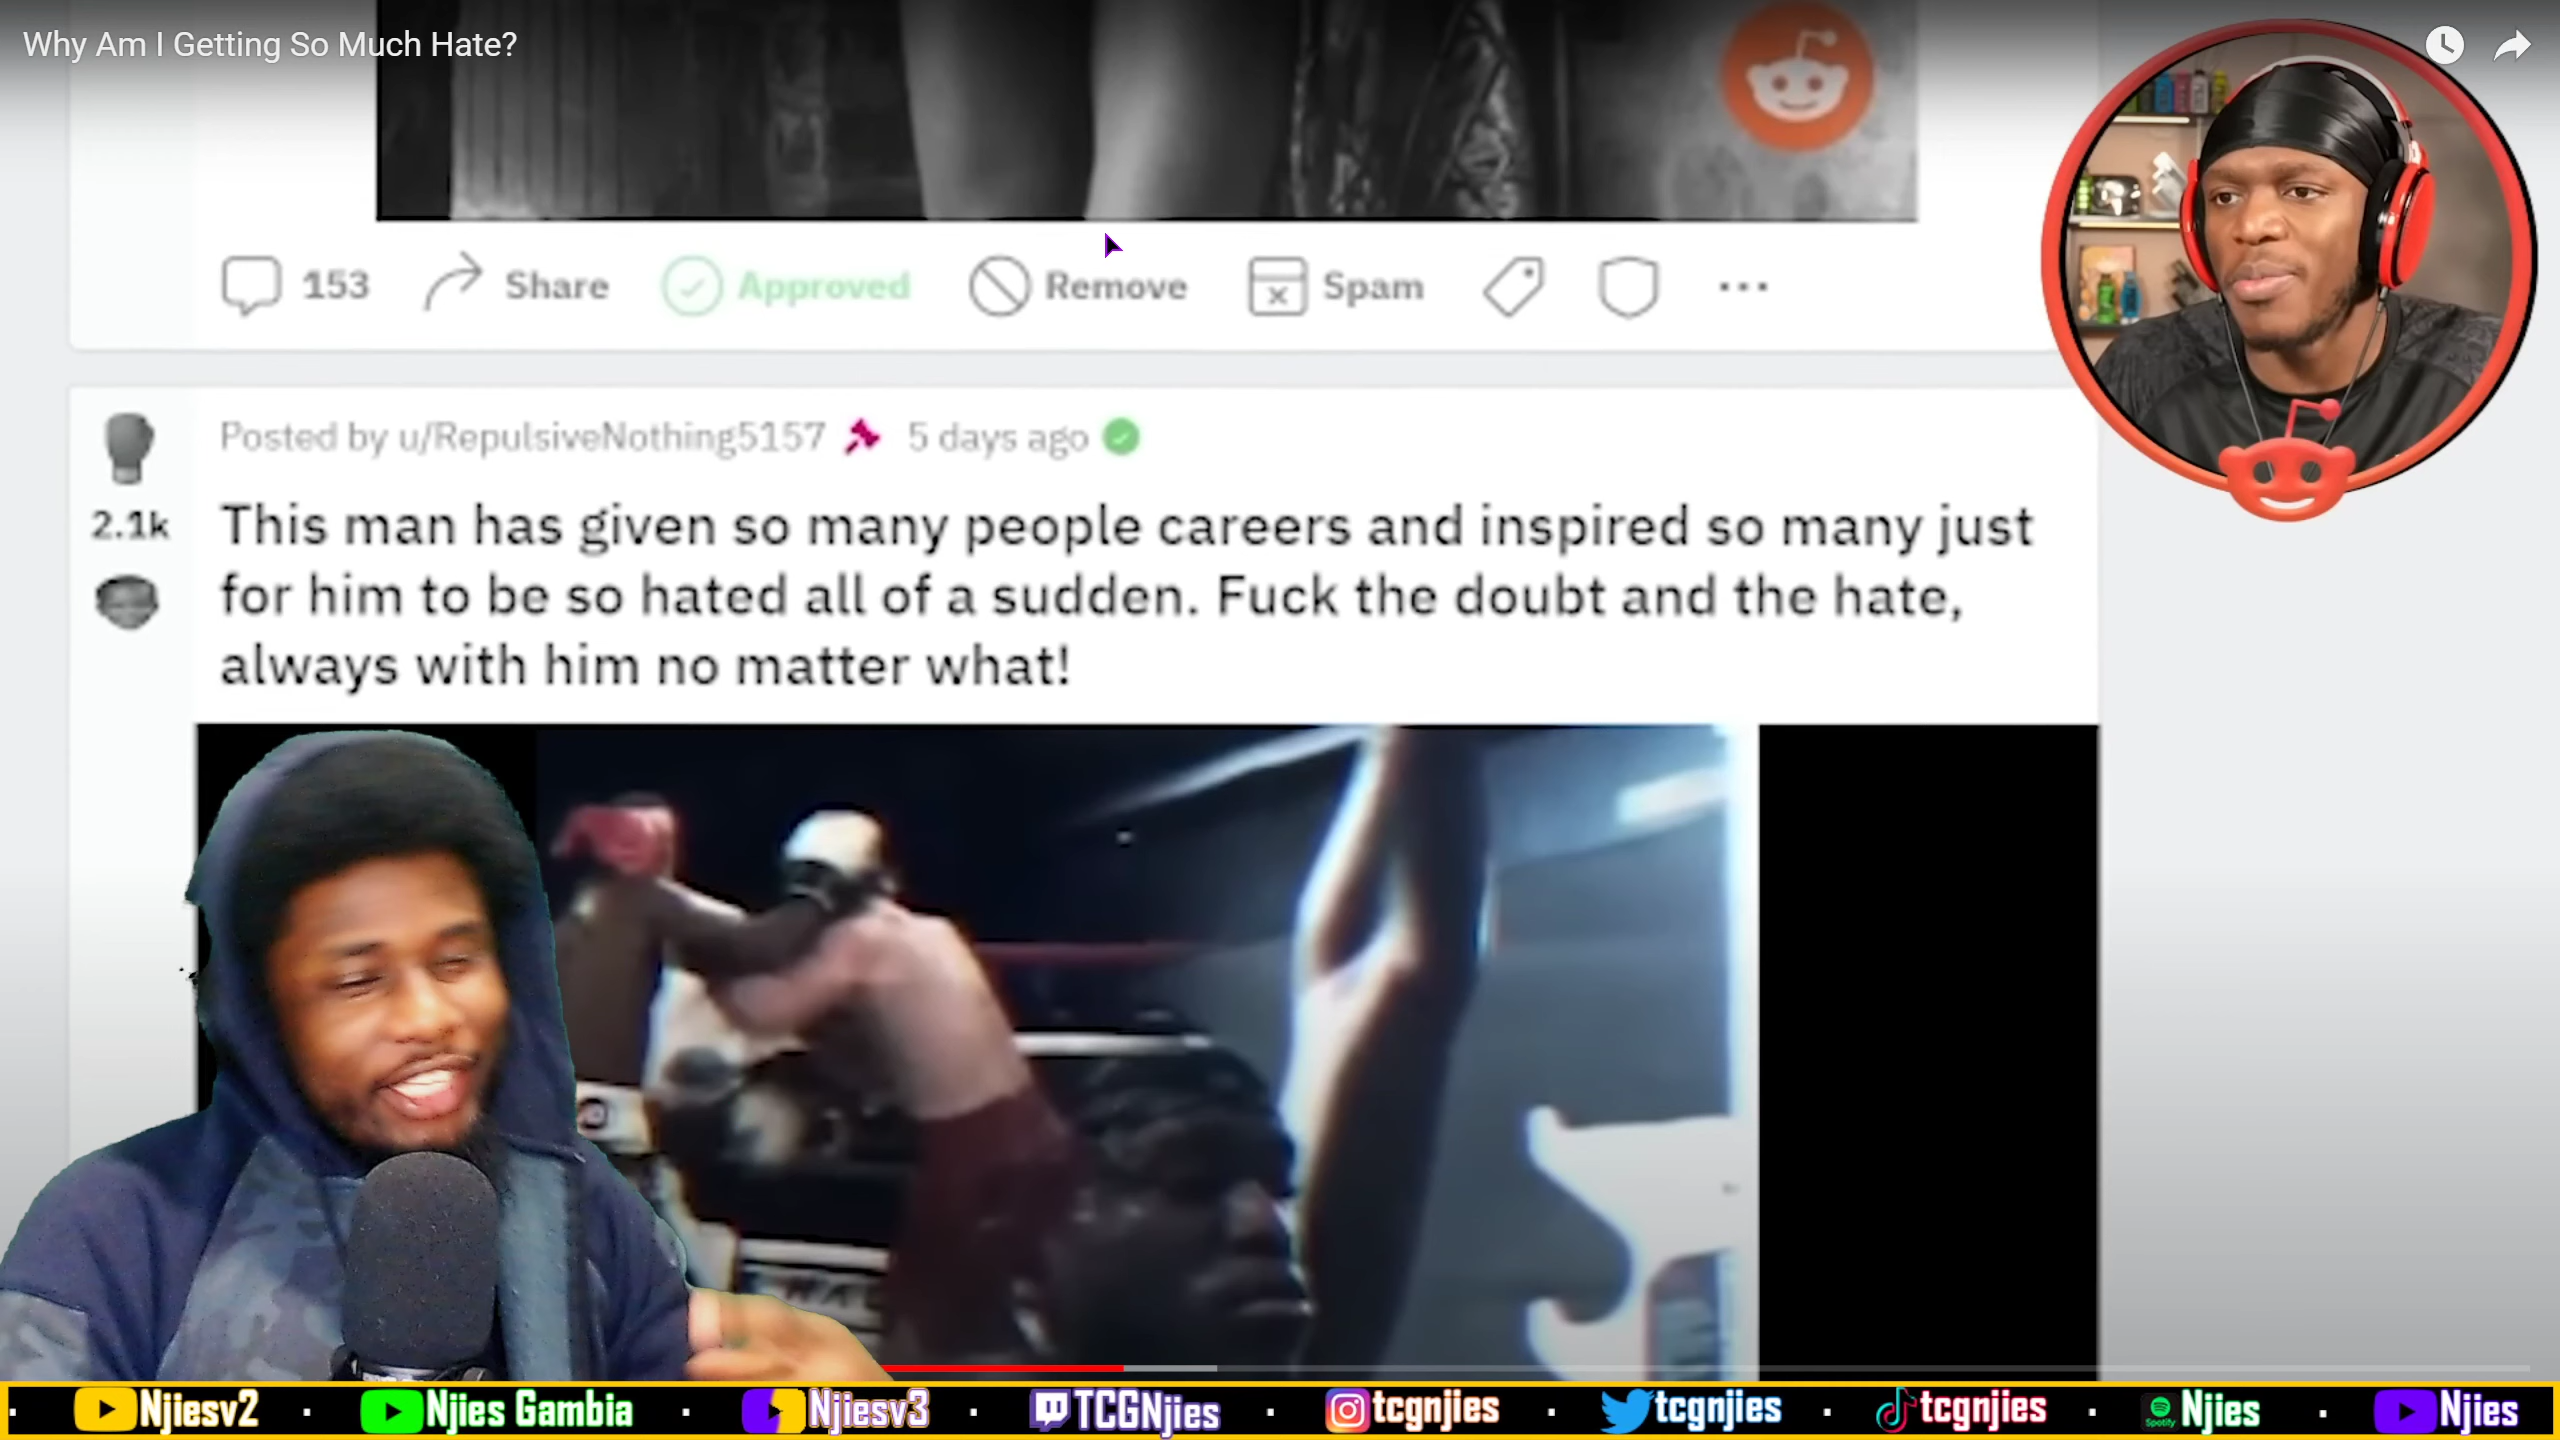 Why Am I Getting So Much Hate?
153
Share
Approved
Remove
Spam
Posted by u/RepulsiveNothing5157
5 days ago
2.1k
This man has given so many people careers and inspired so many just
for him to be so hated all of a sudden. Fuck the doubt and the hate,
always with him no matter what!
Njiesv2
Njies Gambia
Njiesv3
TCGNjies
tcgnjies
tcgnjies
tcgnjies
Spotify
Njies
Njies